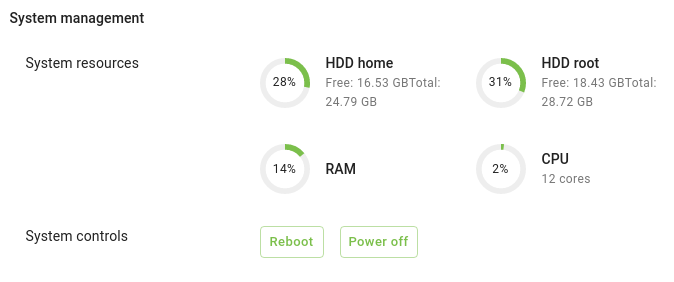 System management
System resources
28%
HDD home
Free: 16.53 GBTotal:
24.79 GB
31%
HDD root
Free: 18.43 GBTotal:
28.72 GB
14%
RAM
2%
CPU
12 cores
System controls
Reboot
Power off